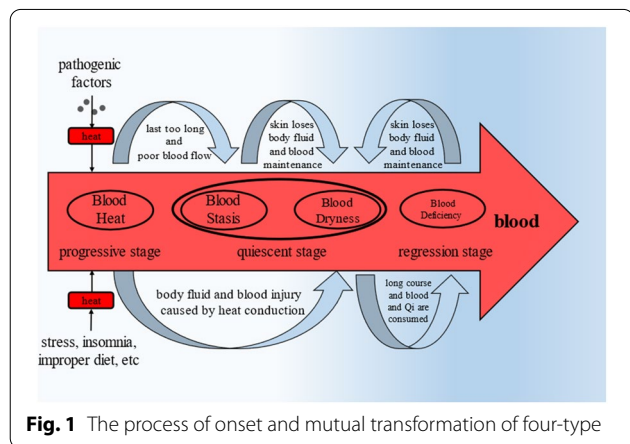 pathogenic
factors
heat
last too long
and
poor blood flow
skin loses
body fluid
and blood
maintenance
skin loses
body fluid
and blood
maintenance
Blood
Heat
Blood
Stasis
Blood
Dryness
Blood
Deficiency
blood
progressive stage
quiescent stage
regression stage
heat
body fluid and blood injury
caused by heat conduction
long course
and blood
and Qi are
consumed
stress, insomnia,
improper diet, etc
Fig. 1 The process of onset and mutual transformation of four-type